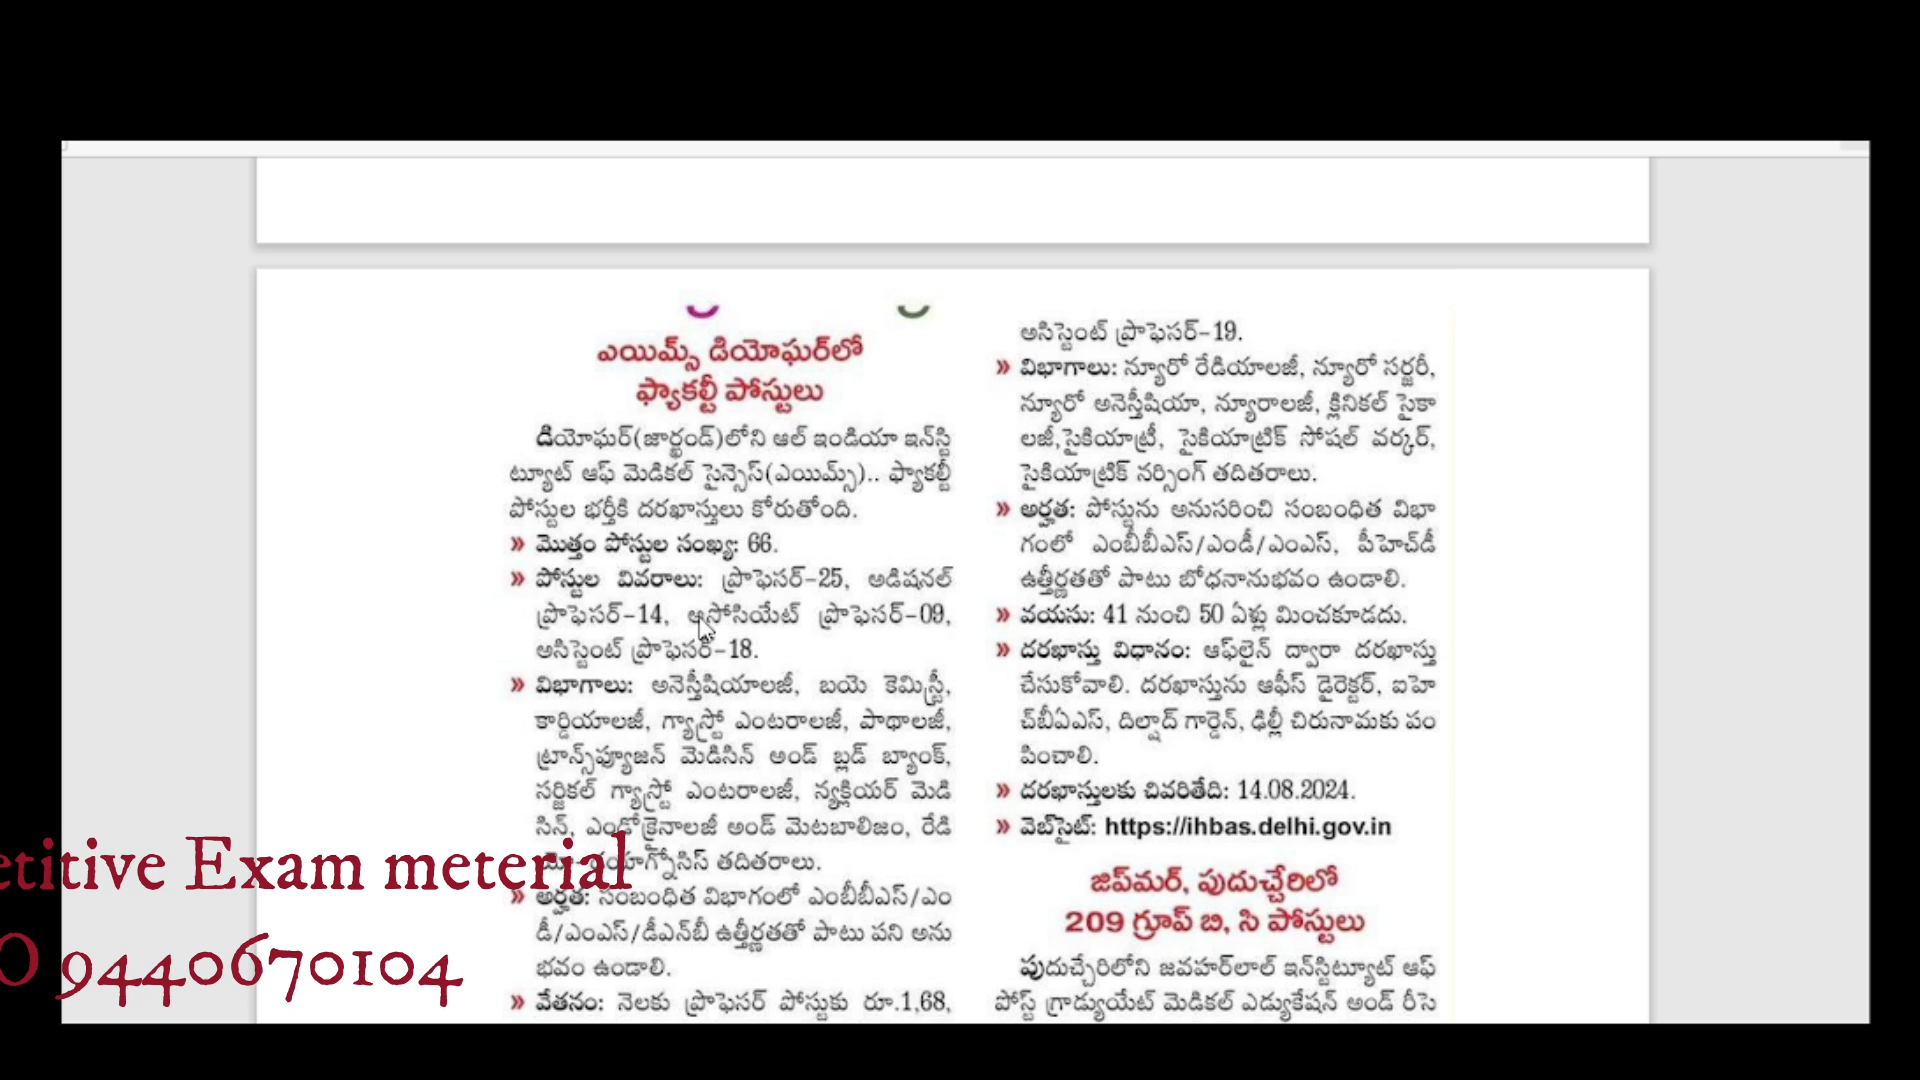 ఎయిమ్స్ డియోఘర్‌లో
ఫ్యాకల్టీ పోస్టులు
డియోఘర్(జార్ఖండ్)లోని ఆల్ ఇండియా ఇన్‌స్టి
ట్యూట్ ఆఫ్ మెడికల్ సైన్సెస్(ఎయిమ్స్).. ఫ్యాకల్టీ
పోస్టుల భర్తీకి దరఖాస్తులు కోరుతోంది.
» మొత్తం పోస్టుల సంఖ్య: 66.
» పోస్టుల వివరాలు: ప్రొఫెసర్–25, అడిషనల్
ప్రొఫెసర్–14, అసోసియేట్ ప్రొఫెసర్–09,
అసిస్టెంట్ ప్రొఫెసర్–18.
» విభాగాలు: అనెస్తీషియాలజీ, బయె కెమిస్ట్రీ,
కార్డియాలజీ, గ్యాస్ట్రో ఎంటరాలజీ, పాథాలజీ,
ట్రాన్స్‌ఫ్యూజన్ మెడిసిన్ అండ్ బ్లడ్ బ్యాంక్,
సర్జికల్ గ్యాస్ట్రో ఎంటరాలజీ, న్యూక్లియర్ మెడి
సిన్, ఎండోక్రైనాలజీ అండ్ మెటబాలిజం, రేడి
తదితరాలు.
» అర్హత: సంబంధిత విభాగంలో ఎంబీబీఎస్/ఎం
డీ/ఎంఎస్/డీఎన్‌బీ ఉత్తీర్ణతతో పాటు పని అను
భవం ఉండాలి.
» వేతనం: నెలకు ప్రొఫెసర్ పోస్టుకు రూ.1,68,
అసిస్టెంట్ ప్రొఫెసర్–19.
» విభాగాలు: న్యూరో రేడియాలజీ, న్యూరో సర్జరీ,
న్యూరో అనెస్తీషియా, న్యూరాలజీ, క్లినికల్ సైకా
లజీ,సైకియాట్రీ, సైకియాట్రిక్ సోషల్ వర్కర్,
సైకియాట్రిక్ నర్సింగ్ తదితరాలు.
» అర్హత: పోస్టును అనుసరించి సంబంధిత విభా
గంలో ఎంబీబీఎస్/ఎండీ/ఎంఎస్, పీహెచ్‌డీ
ఉత్తీర్ణతతో పాటు బోధనానుభవం ఉండాలి.
» వయసు: 41 నుంచి 50 ఏళ్లు మించకూడదు.
» దరఖాస్తు విధానం: ఆఫ్‌లైన్ ద్వారా దరఖాస్తు
చేసుకోవాలి. దరఖాస్తును ఆఫీస్ డైరెక్టర్, ఐహె
చ్‌బీఏఎస్, దిల్షాద్ గార్డెన్, ఢిల్లీ చిరునామకు పం
పించాలి.
» దరఖాస్తులకు చివరితేది: 14.08.2024.
» వెబ్‌సైట్: https://ihbas.delhi.gov.in
జిప్‌మర్, పుదుచ్చేరిలో
209 గ్రూప్ బి, సి పోస్టులు
పుదుచ్చేరిలోని జవహర్‌లాల్ ఇన్‌స్టిట్యూట్ ఆఫ్
పోస్ట్ గ్రాడ్యుయేట్ మెడికల్ ఎడ్యుకేషన్ అండ్ రీసె
etitive Exam meterial
O 9440670104